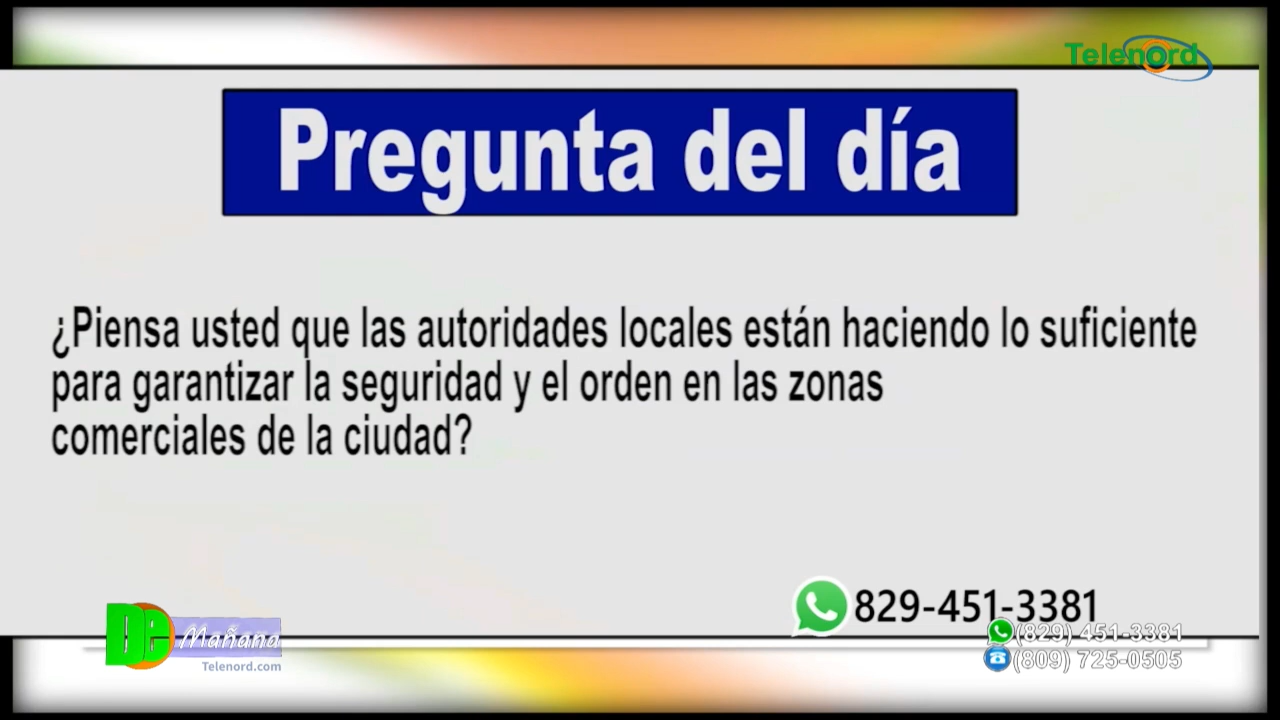 Telenord
Pregunta del día
¿Piensa usted que las autoridades locales están haciendo lo suficiente
para garantizar la seguridad y el orden en las zonas
comerciales de la ciudad?
829-451-3381
(829) 451-3381
(809) 725-0505
De Mañana
Telenord.com